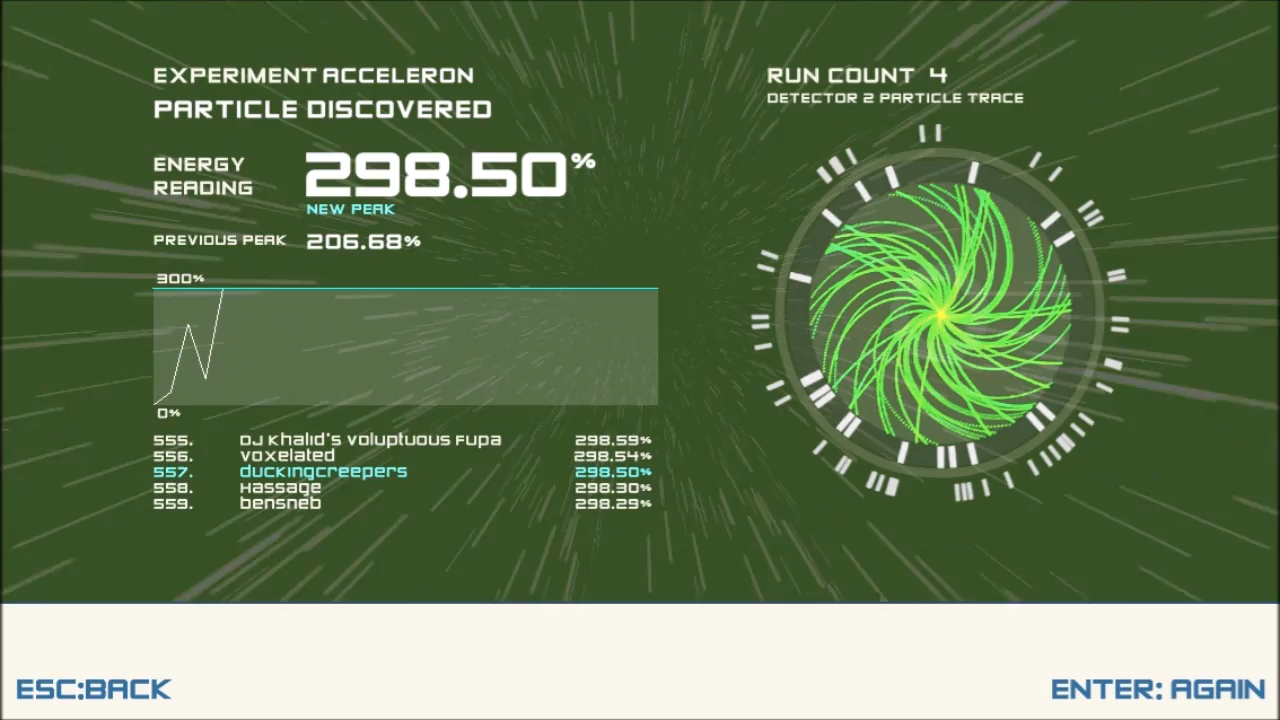 EXPERIMENT ACCELERON
PARTICLE DISCOVERED
ENERGY READING 298.50%
NEW PEAK
PREVIOUS PEAK 206.68%
300%
0%
555. DJ Khalid's Voluptuous Fupa 298.59%
556. voxelated 298.54%
557. duckingcreepers 298.50%
558. Hassage 298.30%
559. bensneb 298.29%
RUN COUNT 4
DETECTOR 2 PARTICLE TRACE
ESC:BACK
ENTER: AGAIN